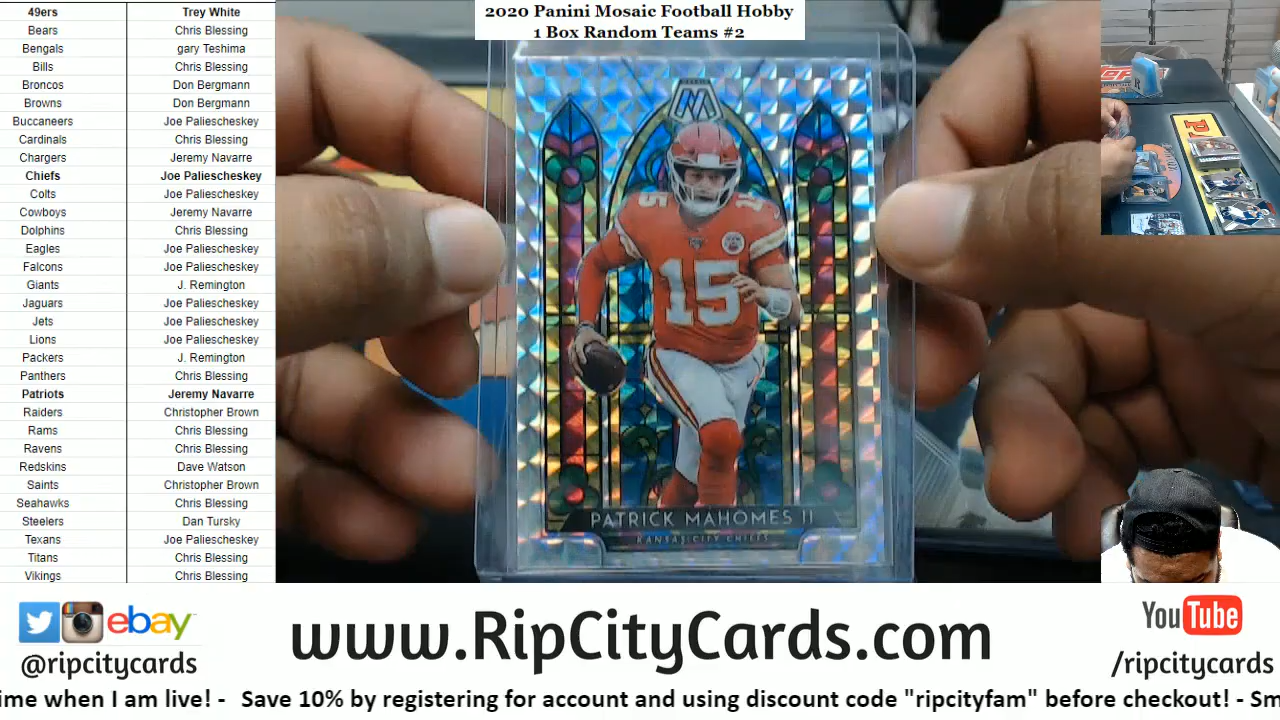 2020 Panini Mosaic Football Hobby
1 Box Random Teams #2
49ers Trey White
Bears Chris Blessing
Bengals gary Teshima
Bills Chris Blessing
Broncos Don Bergmann
Browns Don Bergmann
Buccaneers Joe Paliescheskey
Cardinals Chris Blessing
Chargers Jeremy Navarre
Chiefs Joe Paliescheskey
Colts Joe Paliescheskey
Cowboys Jeremy Navarre
Dolphins Chris Blessing
Eagles Joe Paliescheskey
Falcons Joe Paliescheskey
Giants J. Remington
Jaguars Joe Paliescheskey
Jets Joe Paliescheskey
Lions Joe Paliescheskey
Packers J. Remington
Panthers Chris Blessing
Patriots Jeremy Navarre
Raiders Christopher Brown
Rams Chris Blessing
Ravens Chris Blessing
Redskins Dave Watson
Saints Christopher Brown
Seahawks Chris Blessing
Steelers Dan Tursky
Texans Joe Paliescheskey
Titans Chris Blessing
Vikings Chris Blessing
15
15
PATRICK MAHOMES II
KANSAS CITY CHIEFS
ebay
@ripcitycards
www.RipCityCards.com
YouTube
/ripcitycards
ime when I am live! - Save 10% by registering for account and using discount code "ripcityfam" before checkout! - Sm